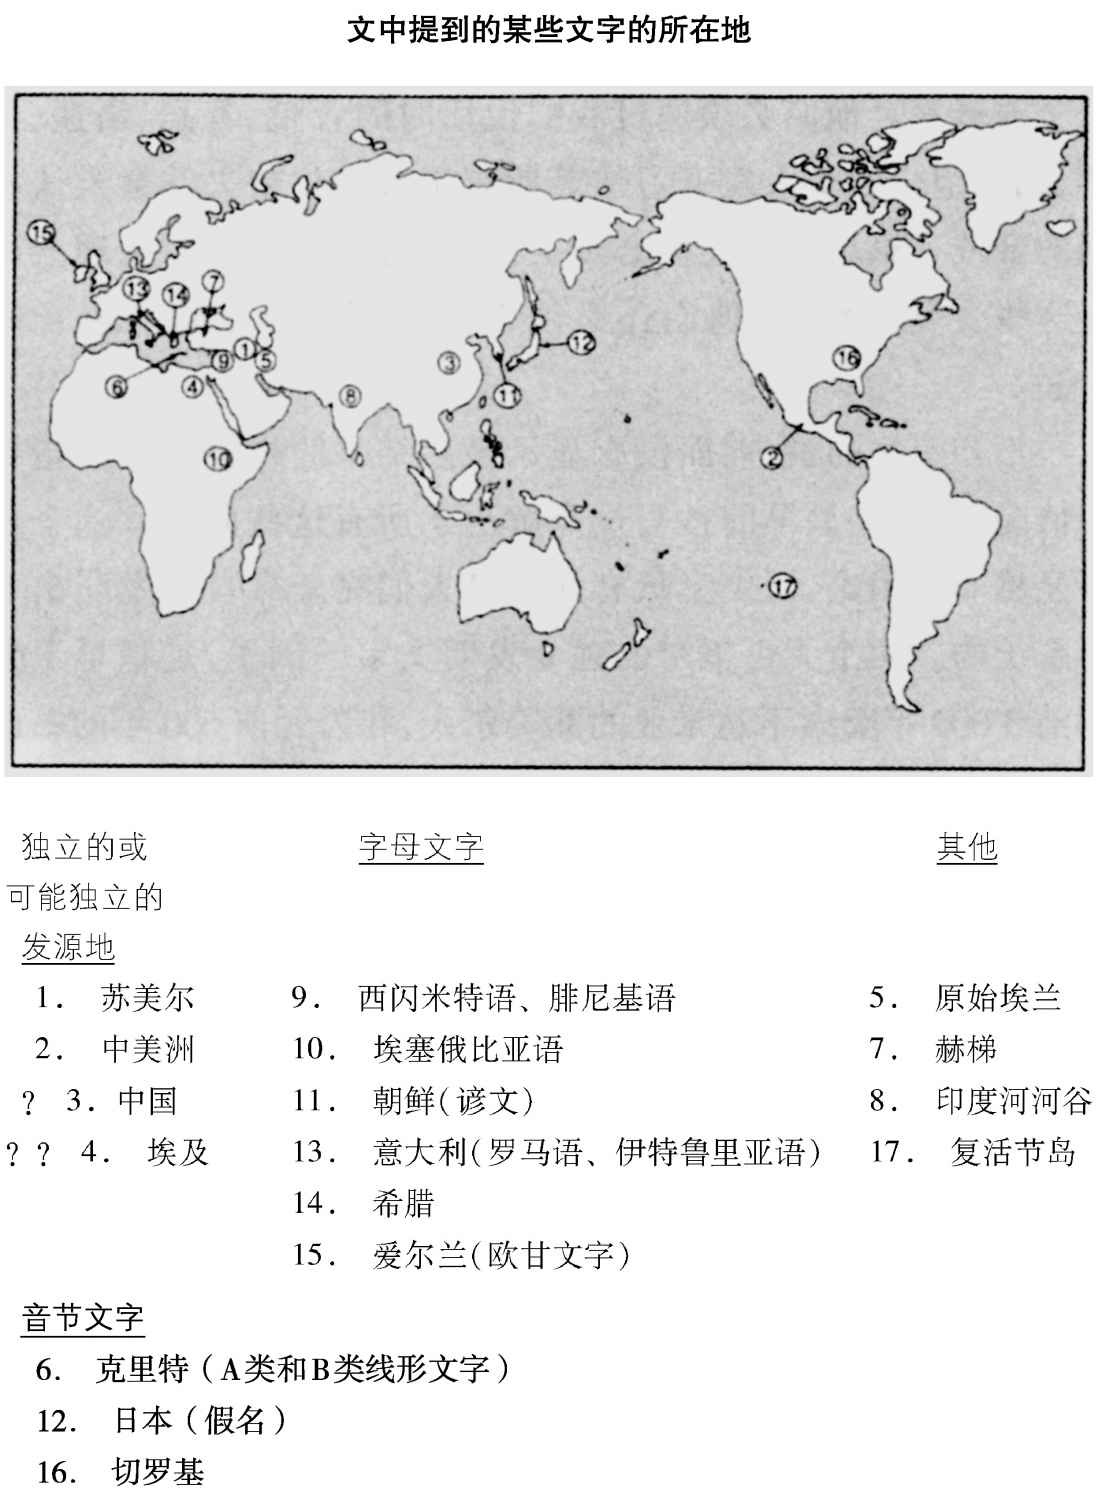 文中提到的某些文字的所在地
15
13
14
7
1
9
5
6
4
3
12
11
8
10
16
2
17
独立的或 字母文字 其他
可能独立的
发源地
1. 苏美尔 9. 西闪米特语、腓尼基语 5. 原始埃兰
2. 中美洲 10. 埃塞俄比亚语 7. 赫梯
? 3. 中国 11. 朝鲜(谚文) 8. 印度河河谷
? ? 4. 埃及 13. 意大利(罗马语、伊特鲁里亚语) 17. 复活节岛
14. 希腊
15. 爱尔兰(欧甘文字)
音节文字
6. 克里特(A类和B类线形文字)
12. 日本(假名)
16. 切罗基